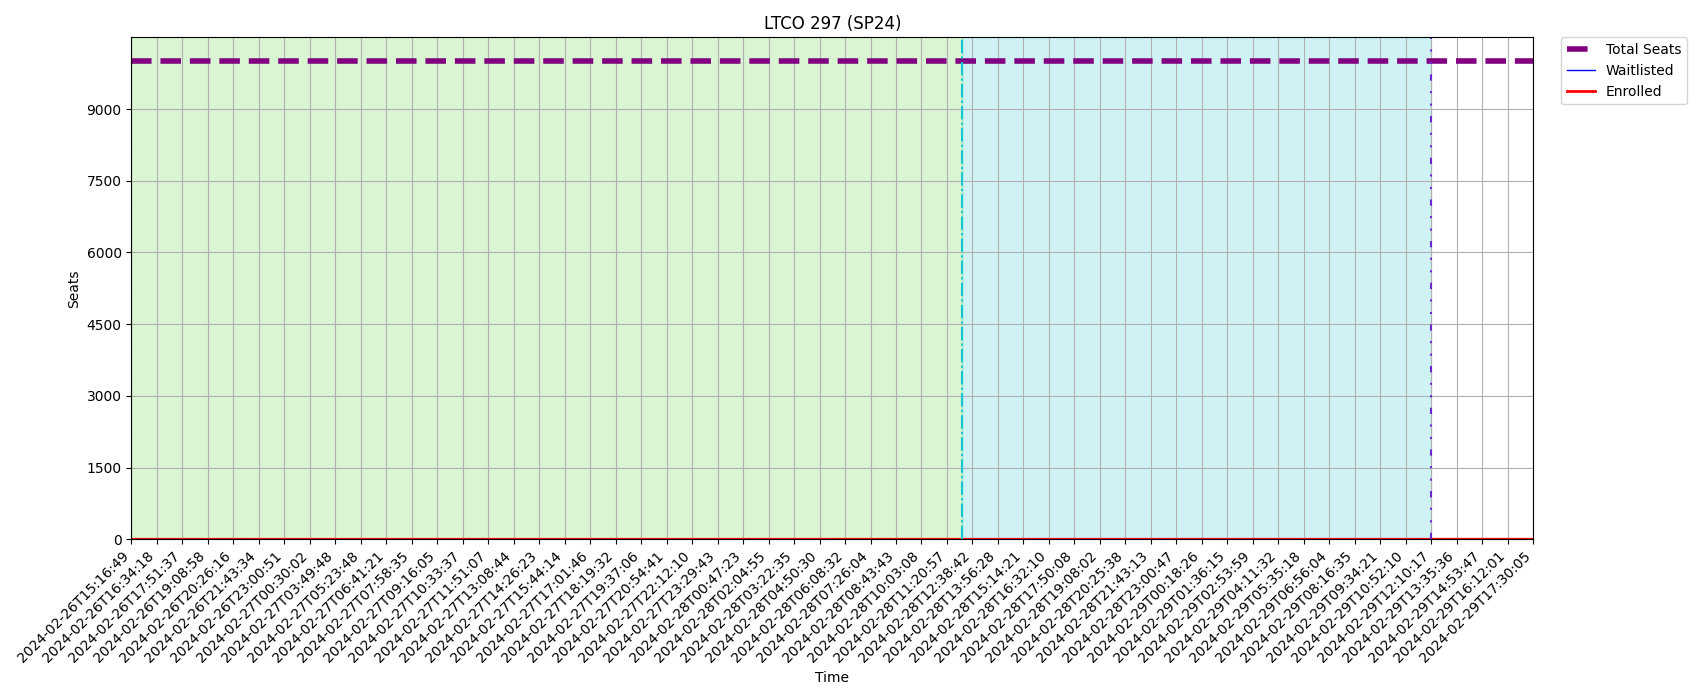 LTCO 297 (SP24)
Total Seats
Waitlisted
Enrolled
Seats
9000
7500
6000
4500
3000
1500
0
2024-02-26T15:16:49
2024-02-26T16:34:18
2024-02-26T17:51:37
2024-02-26T19:08:58
2024-02-26T20:26:16
2024-02-26T21:43:34
2024-02-26T23:00:51
2024-02-27T00:30:02
2024-02-27T03:49:48
2024-02-27T05:23:48
2024-02-27T06:41:21
2024-02-27T07:58:35
2024-02-27T09:16:05
2024-02-27T10:33:37
2024-02-27T11:51:07
2024-02-27T13:08:44
2024-02-27T14:26:23
2024-02-27T15:44:14
2024-02-27T17:01:46
2024-02-27T18:19:32
2024-02-27T19:37:06
2024-02-27T20:54:41
2024-02-27T22:12:10
2024-02-27T23:29:43
2024-02-28T00:47:23
2024-02-28T02:04:55
2024-02-28T03:22:35
2024-02-28T04:50:30
2024-02-28T06:08:32
2024-02-28T07:26:04
2024-02-28T08:43:43
2024-02-28T10:03:08
2024-02-28T11:20:57
2024-02-28T12:38:42
2024-02-28T13:56:28
2024-02-28T15:14:21
2024-02-28T16:32:10
2024-02-28T17:50:08
2024-02-28T19:08:02
2024-02-28T20:25:38
2024-02-28T21:43:13
2024-02-28T23:00:47
2024-02-29T00:18:26
2024-02-29T01:36:15
2024-02-29T02:53:59
2024-02-29T04:11:32
2024-02-29T05:35:18
2024-02-29T06:56:04
2024-02-29T08:16:35
2024-02-29T09:34:21
2024-02-29T10:52:10
2024-02-29T12:10:17
2024-02-29T13:35:36
2024-02-29T14:53:47
2024-02-29T16:12:01
2024-02-29T17:30:05
Time